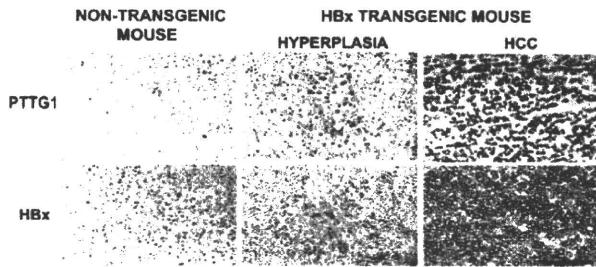 NON-TRANSGENIC MOUSE
HBx TRANSGENIC MOUSE
HYPERPLASIA
HCC
PTTG1
HBx